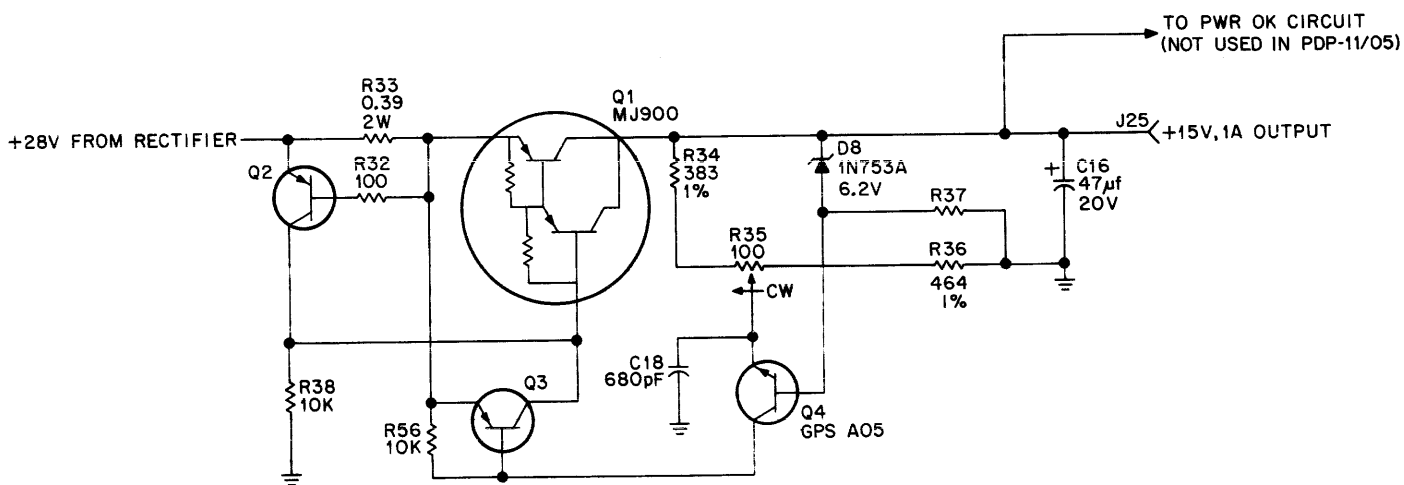 TO PWR OK CIRCUIT
(NOT USED IN PDP-11/05)
R33
0.39
2W
Q1
MJ900
+28V FROM RECTIFIER
J25
+15V, 1A OUTPUT
Q2
R32
100
R34
383
1%
D8
1N753A
6.2V
+
C16
47µf
20V
R37
R35
100
R36
464
1%
CW
C18
680pF
R38
10K
Q3
R56
10K
Q4
GPS A05